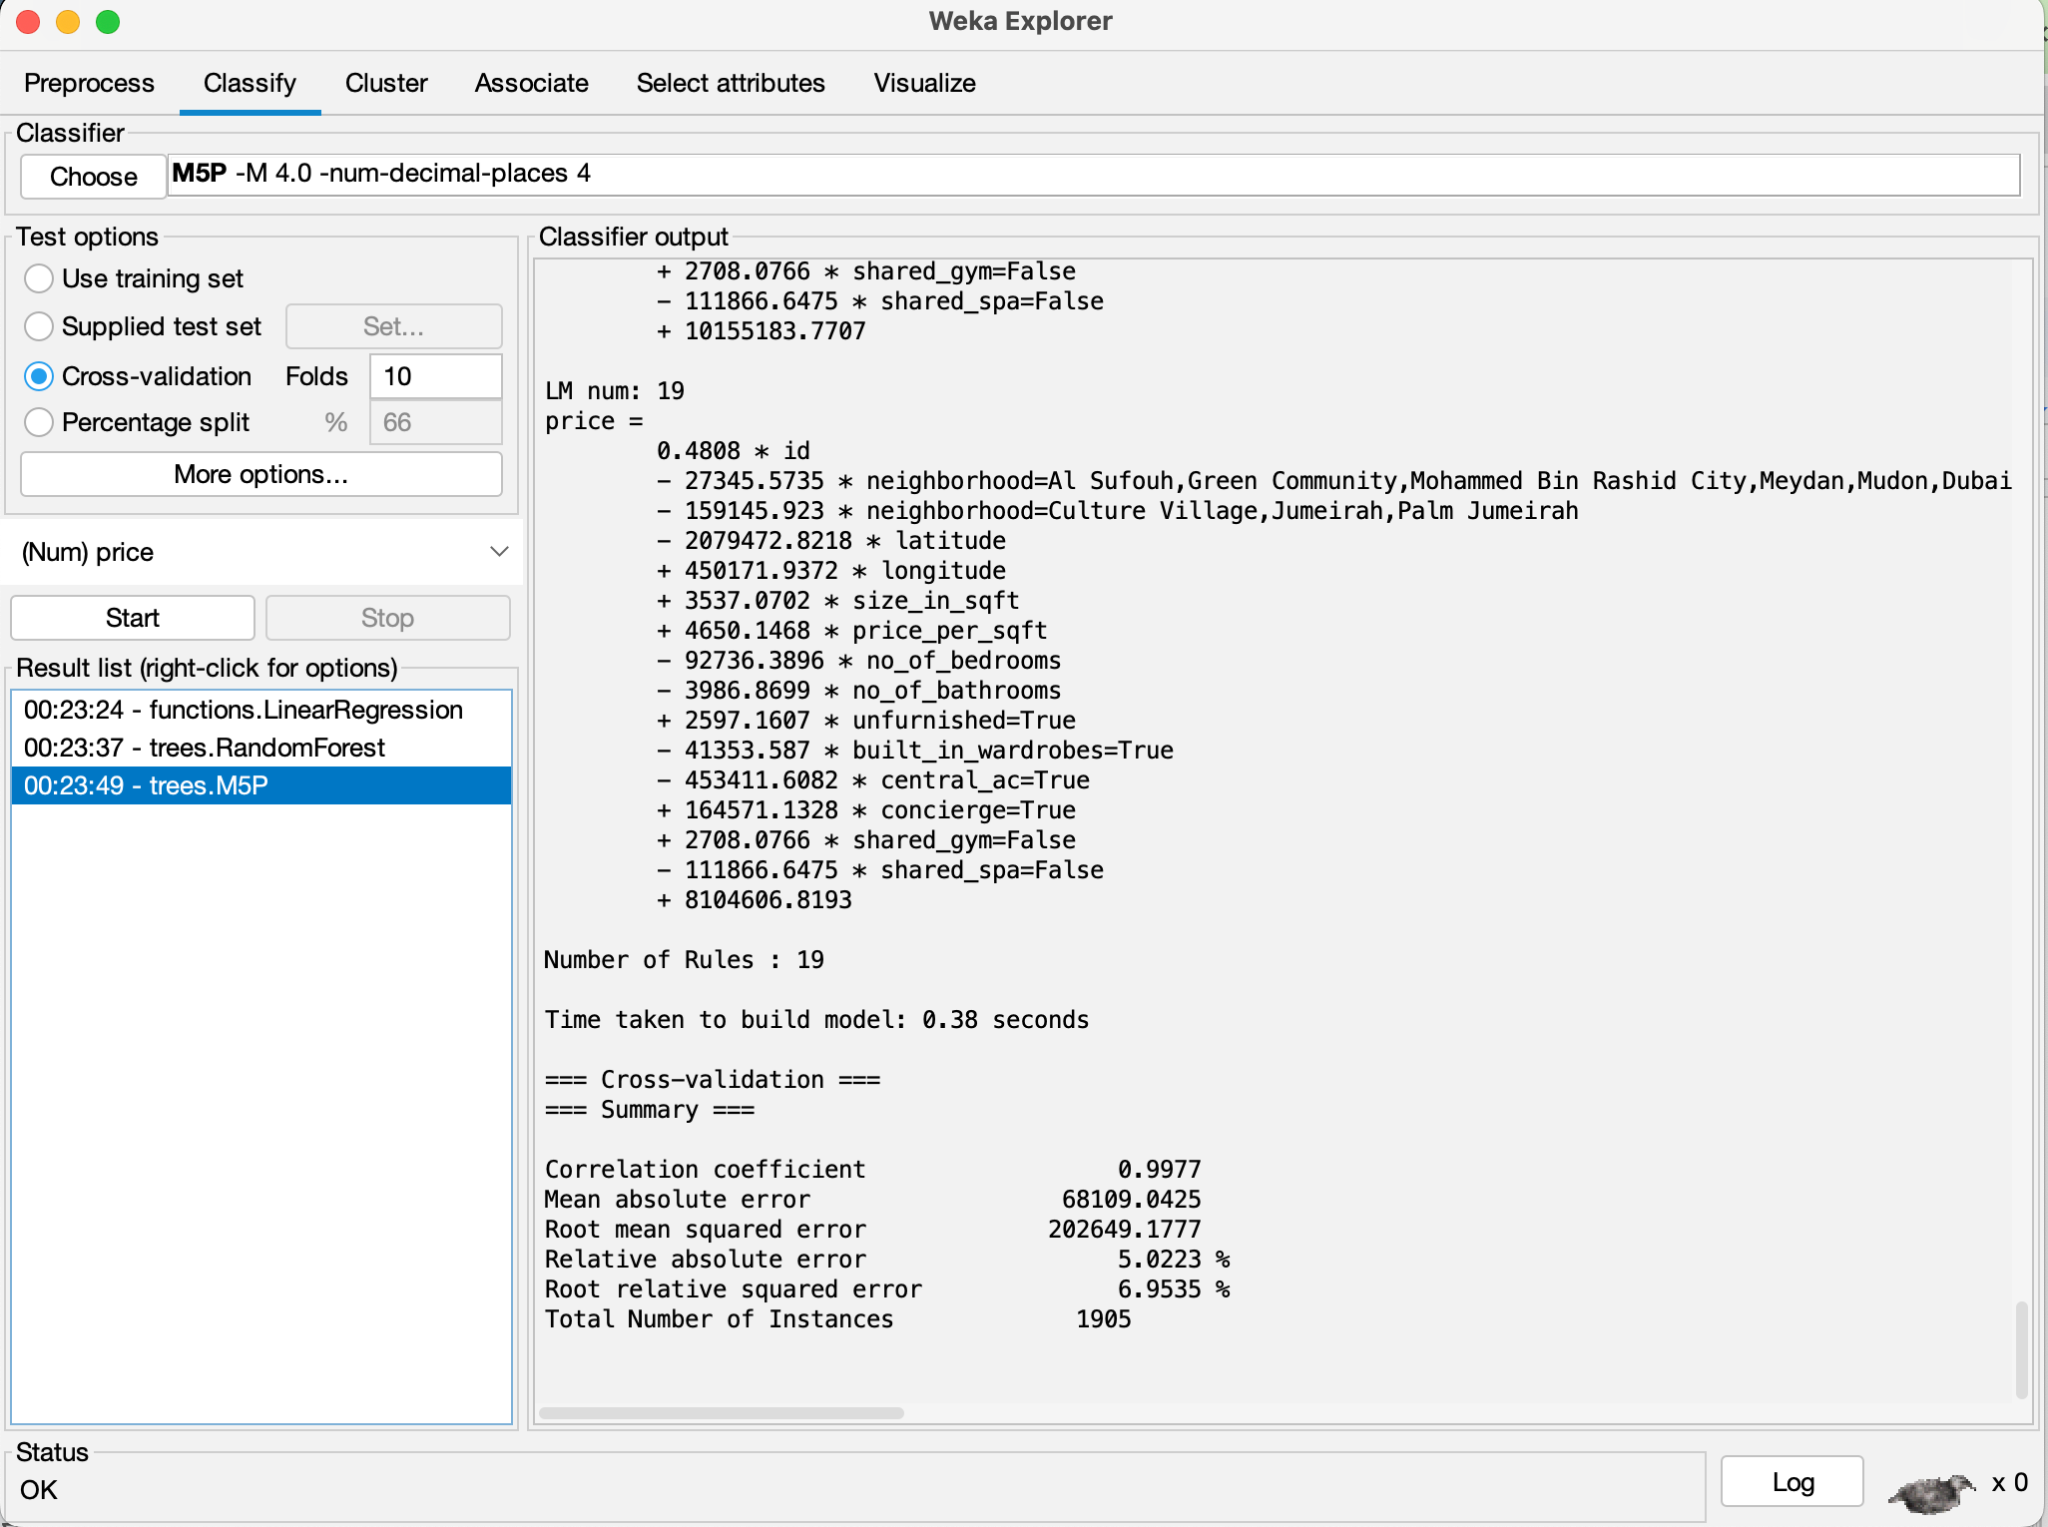 Weka Explorer
Preprocess Classify Cluster Associate Select attributes Visualize
Classifier
Choose M5P -M 4.0 -num-decimal-places 4
Test options
Use training set
Supplied test set Set...
Cross-validation Folds 10
Percentage split % 66
More options...
(Num) price
Start Stop
Result list (right-click for options)
00:23:24 - functions.LinearRegression
00:23:37 - trees.RandomForest
00:23:49 - trees.M5P
Classifier output
+ 2708.0766 * shared_gym=False
- 111866.6475 * shared_spa=False
+ 10155183.7707
LM num: 19
price =
0.4808 * id
- 27345.5735 * neighborhood=Al Sufouh,Green Community,Mohammed Bin Rashid City,Meydan,Mudon,Dubai
- 159145.923 * neighborhood=Culture Village,Jumeirah,Palm Jumeirah
- 2079472.8218 * latitude
+ 450171.9372 * longitude
+ 3537.0702 * size_in_sqft
+ 4650.1468 * price_per_sqft
- 92736.3896 * no_of_bedrooms
- 3986.8699 * no_of_bathrooms
+ 2597.1607 * unfurnished=True
- 41353.587 * built_in_wardrobes=True
- 453411.6082 * central_ac=True
+ 164571.1328 * concierge=True
+ 2708.0766 * shared_gym=False
- 111866.6475 * shared_spa=False
+ 8104606.8193
Number of Rules : 19
Time taken to build model: 0.38 seconds
=== Cross-validation ===
=== Summary ===
Correlation coefficient 0.9977
Mean absolute error 68109.0425
Root mean squared error 202649.1777
Relative absolute error 5.0223 %
Root relative squared error 6.9535 %
Total Number of Instances 1905
Status
OK
Log x 0